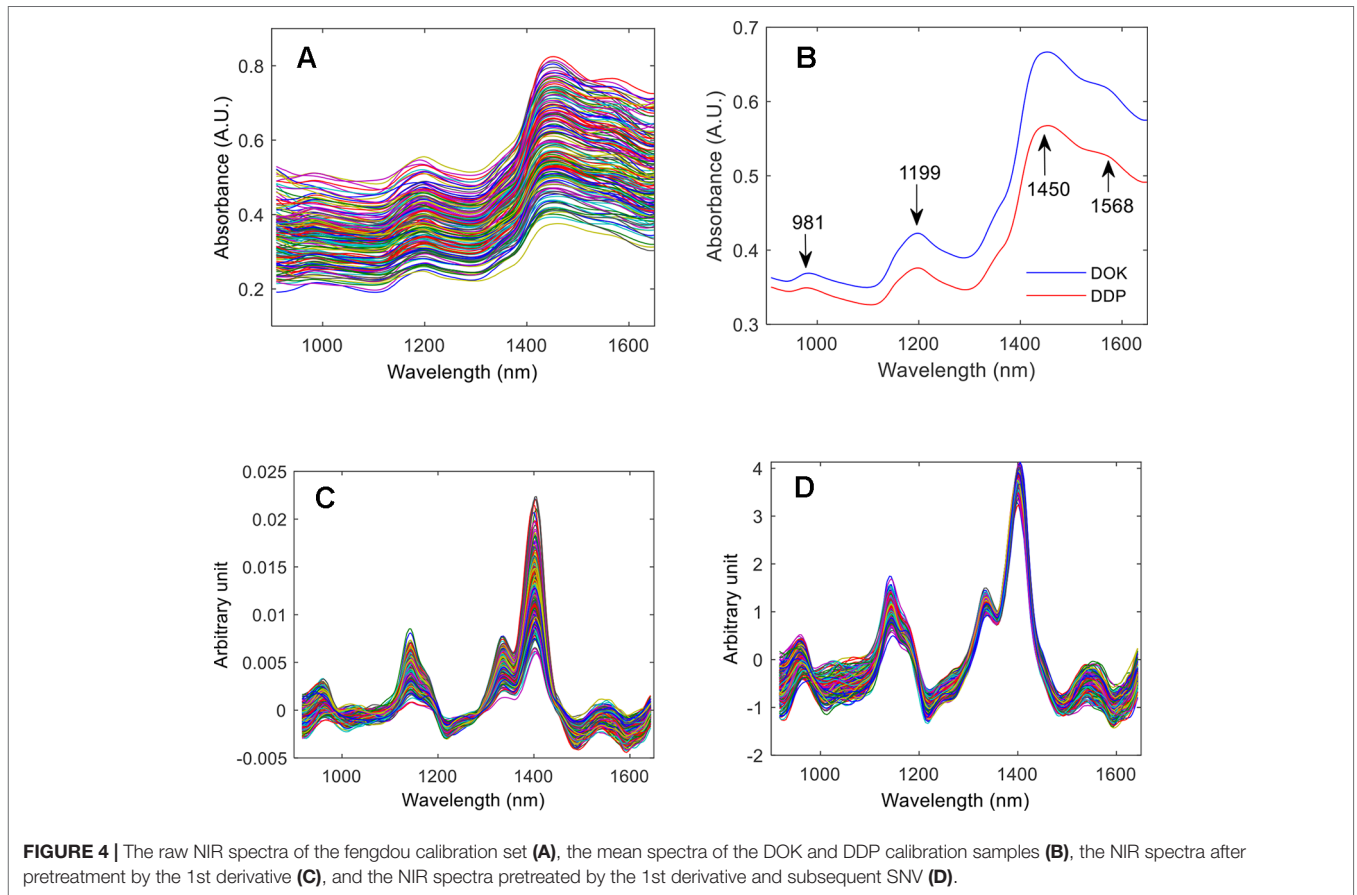 A
0.8
0.6
0.4
0.2
Absorbance (A.U.)
1000 1200 1400 1600
Wavelength (nm)
B
0.7
0.6
0.5
0.4
0.3
Absorbance (A.U.)
981
1199
1450
1568
DOK
DDP
1000 1200 1400 1600
Wavelength (nm)
C
0.025
0.02
0.015
0.01
0.005
0
-0.005
Arbitrary unit
1000 1200 1400 1600
Wavelength (nm)
D
4
3
2
1
0
-1
-2
Arbitrary unit
1000 1200 1400 1600
Wavelength (nm)
FIGURE 4 | The raw NIR spectra of the fengdou calibration set (A), the mean spectra of the DOK and DDP calibration samples (B), the NIR spectra after
pretreatment by the 1st derivative (C), and the NIR spectra pretreated by the 1st derivative and subsequent SNV (D).